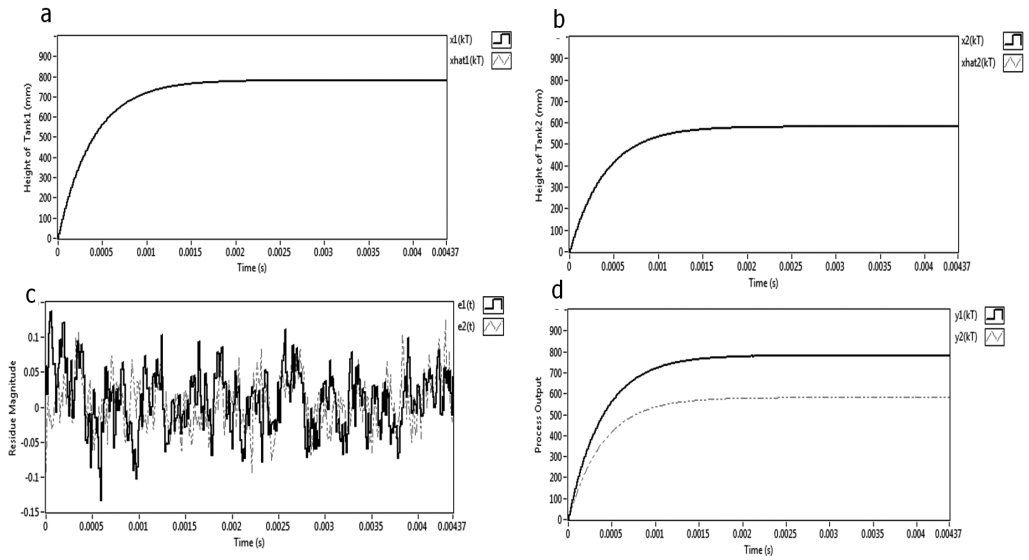 a
x1(kT)
xhat1(kT)
Height of Tank1 (mm)
900
800
700
600
500
400
300
200
100
0
0 0.0005 0.001 0.0015 0.002 0.0025 0.003 0.0035 0.004 0.00437
Time (s)
b
x2(kT)
xhat2(kT)
Height of Tank2 (mm)
900
800
700
600
500
400
300
200
100
0
0 0.0005 0.001 0.0015 0.002 0.0025 0.003 0.0035 0.004 0.00437
Time (s)
c
e1(t)
e2(t)
Residue Magnitude
0.1
0.05
0
-0.05
-0.1
-0.15
0 0.0005 0.001 0.0015 0.002 0.0025 0.003 0.0035 0.004 0.00437
Time (s)
d
y1(kT)
y2(kT)
Process Output
900
800
700
600
500
400
300
200
100
0
0 0.0005 0.001 0.0015 0.002 0.0025 0.003 0.0035 0.004 0.00437
Time (s)